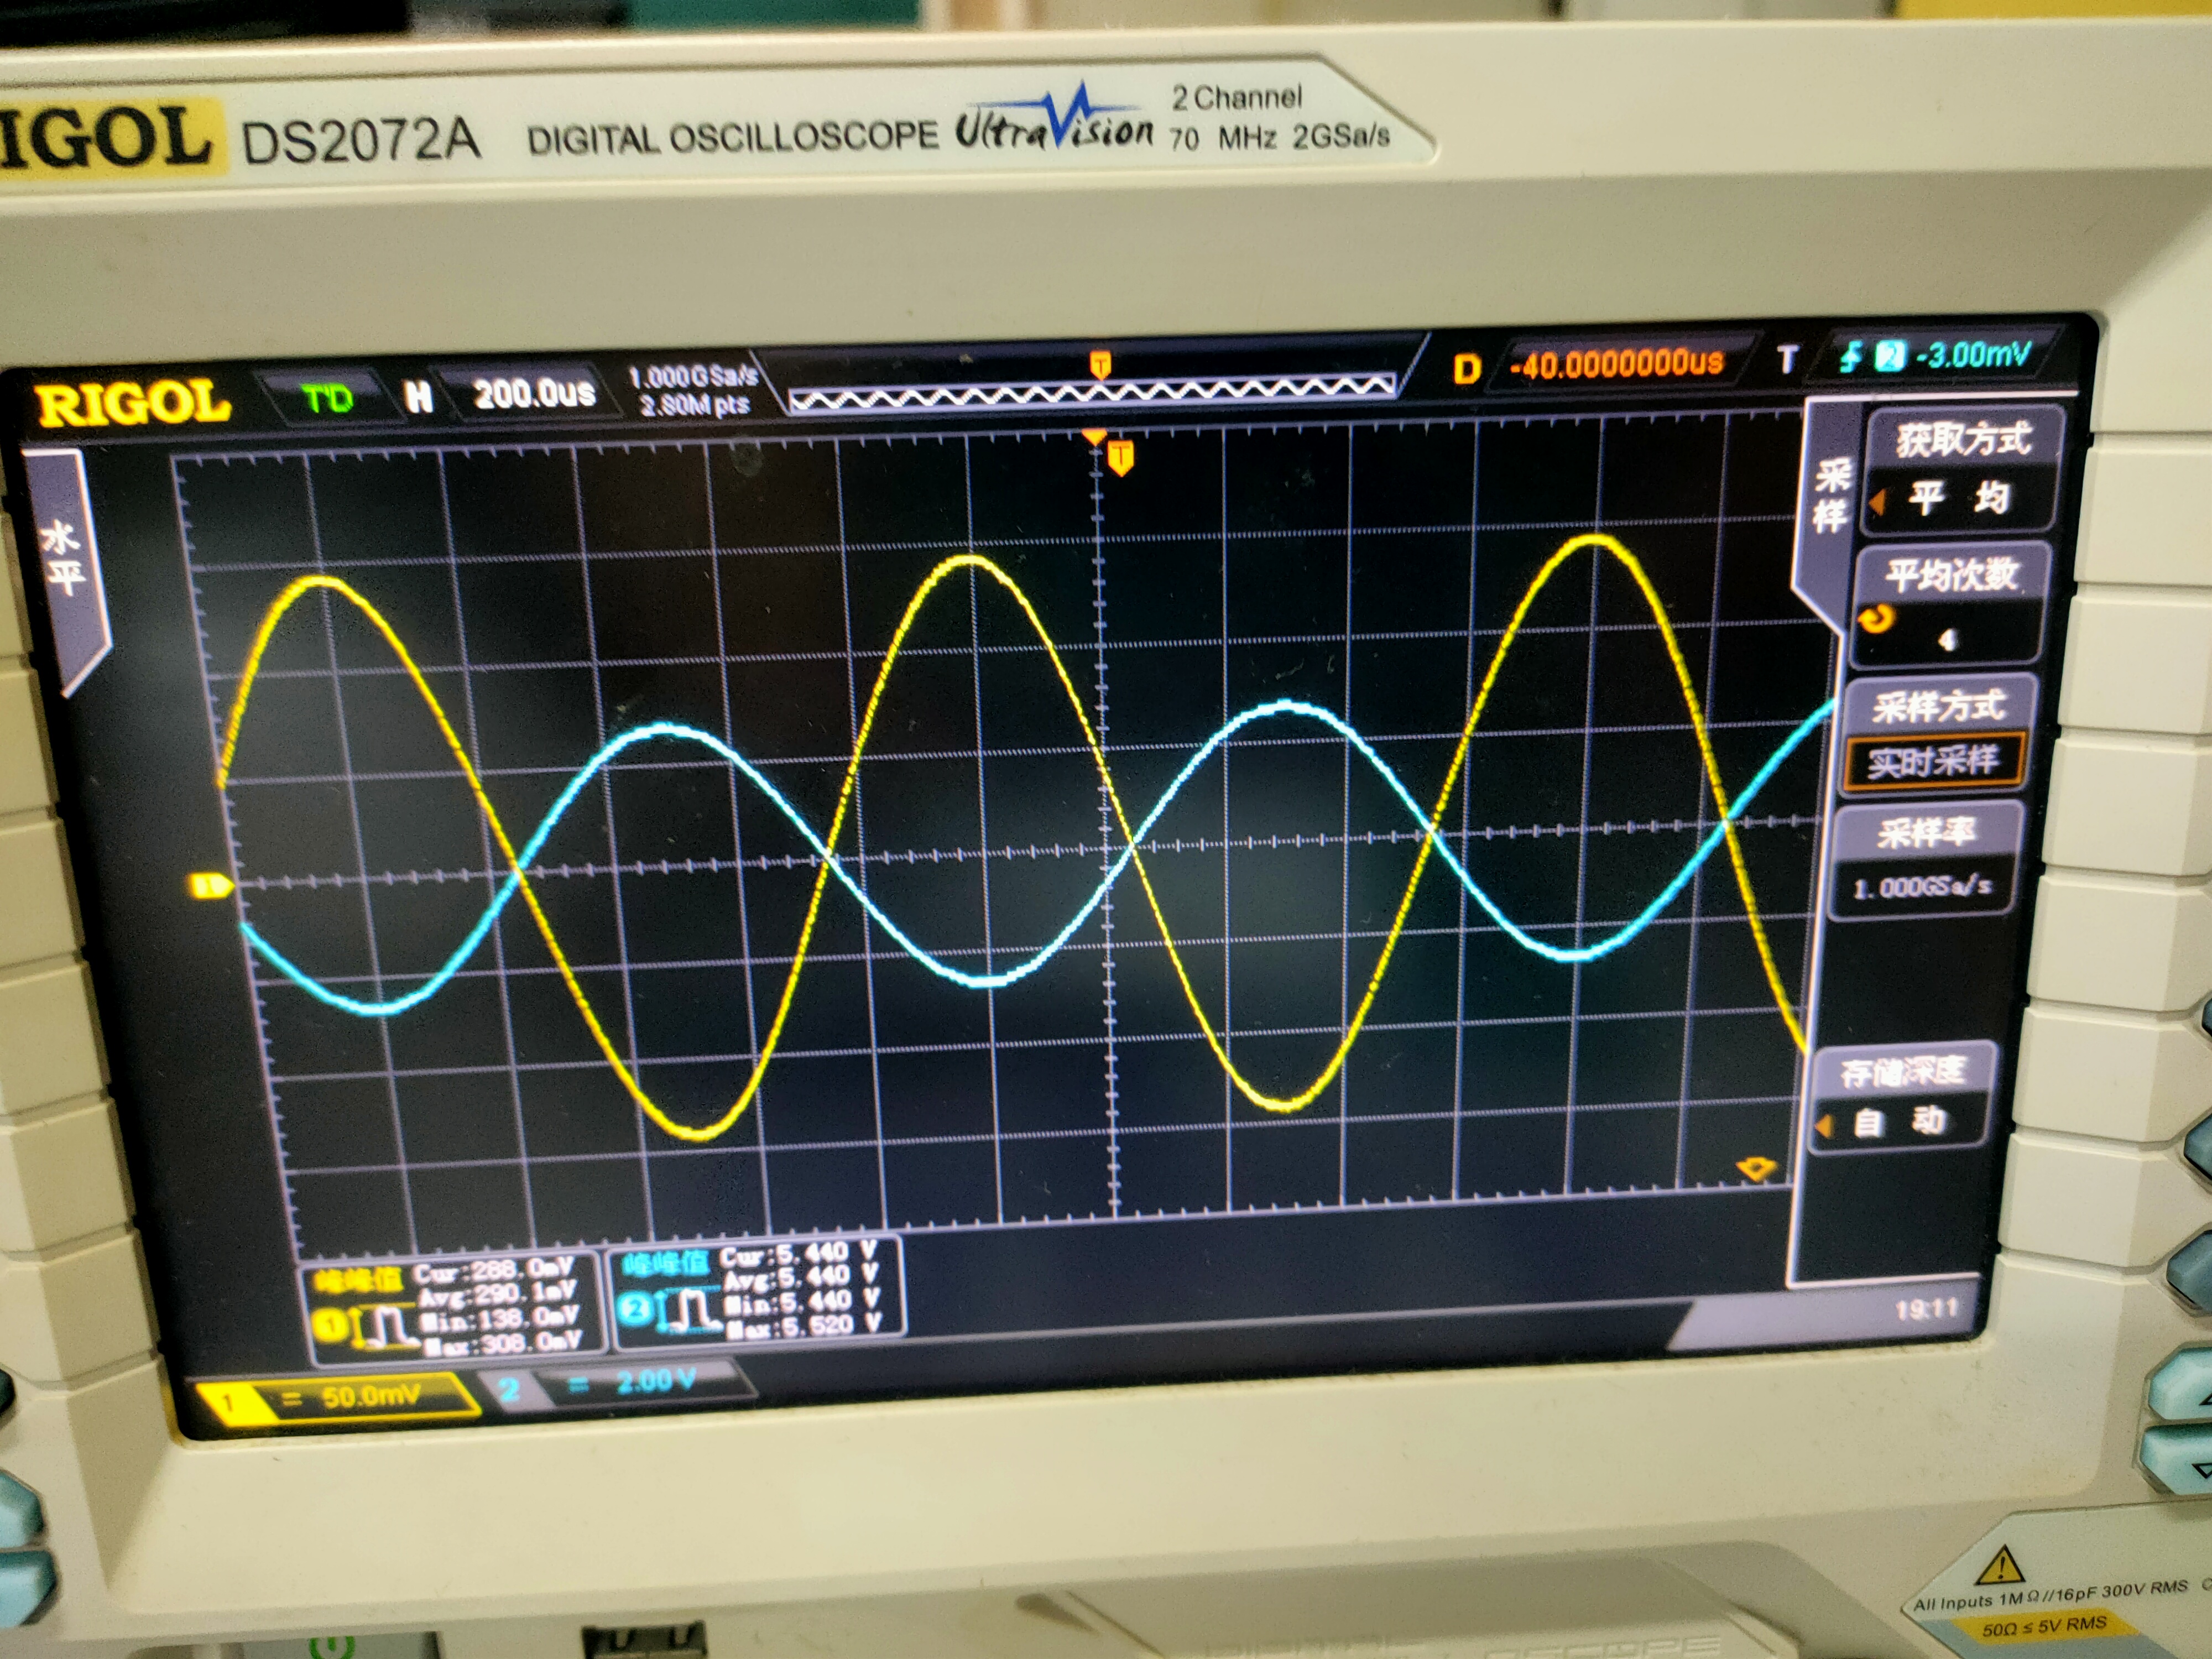 IGOL DS2072A DIGITAL OSCILLOSCOPE UltraVision 2 Channel
70 MHz 2GSa/s
RIGOL T'D H 200.0us 1.000GSa/s
2.80M pts
T
D -40.0000000us T 2 -3.00mV
水平
T
采样
获取方式
平 均
平均次数
4
采样方式
实时采样
采样率
1.000GSa/s
存储深度
自 动
1
峰峰值 Cur:288.0mV
Avg:290.1mV
1 Min:138.0mV
Max:308.0mV
峰峰值 Cur:5.440 V
Avg:5.440 V
2 Min:5.440 V
Max:5.520 V
19:11
1 = 50.0mV 2 = 2.00 V
All Inputs 1MΩ//16pF 300V RMS
50Ω ≤ 5V RMS